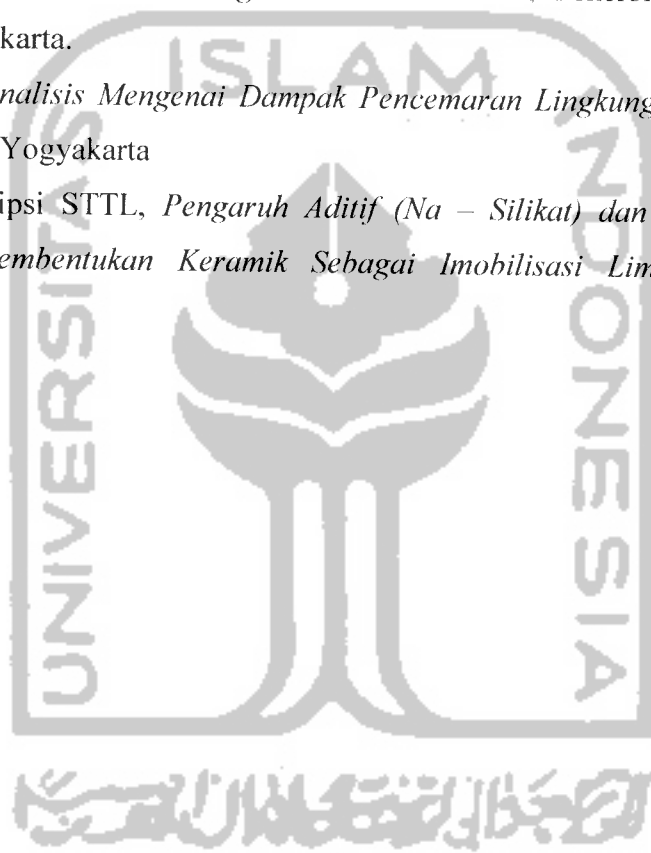 karta.
nalisis Mengenai Dampak Pencemaran Lingkung
Yogyakarta
ipsi STTL, Pengaruh Aditif (Na – Silikat) dan
embentukan Keramik Sebagai Imobilisasi Lim
ISLAM
UNIVERSITAS
INDONESIA